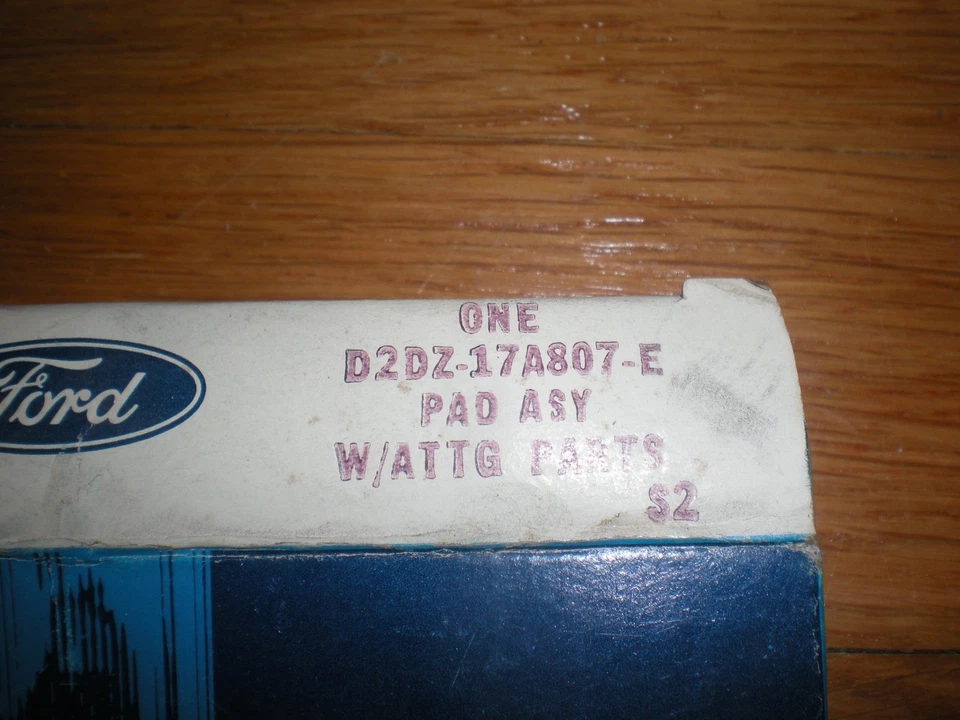 Ford
ONE
D2DZ-17A807-E
PAD ASY
W/ATTG PARTS
S2